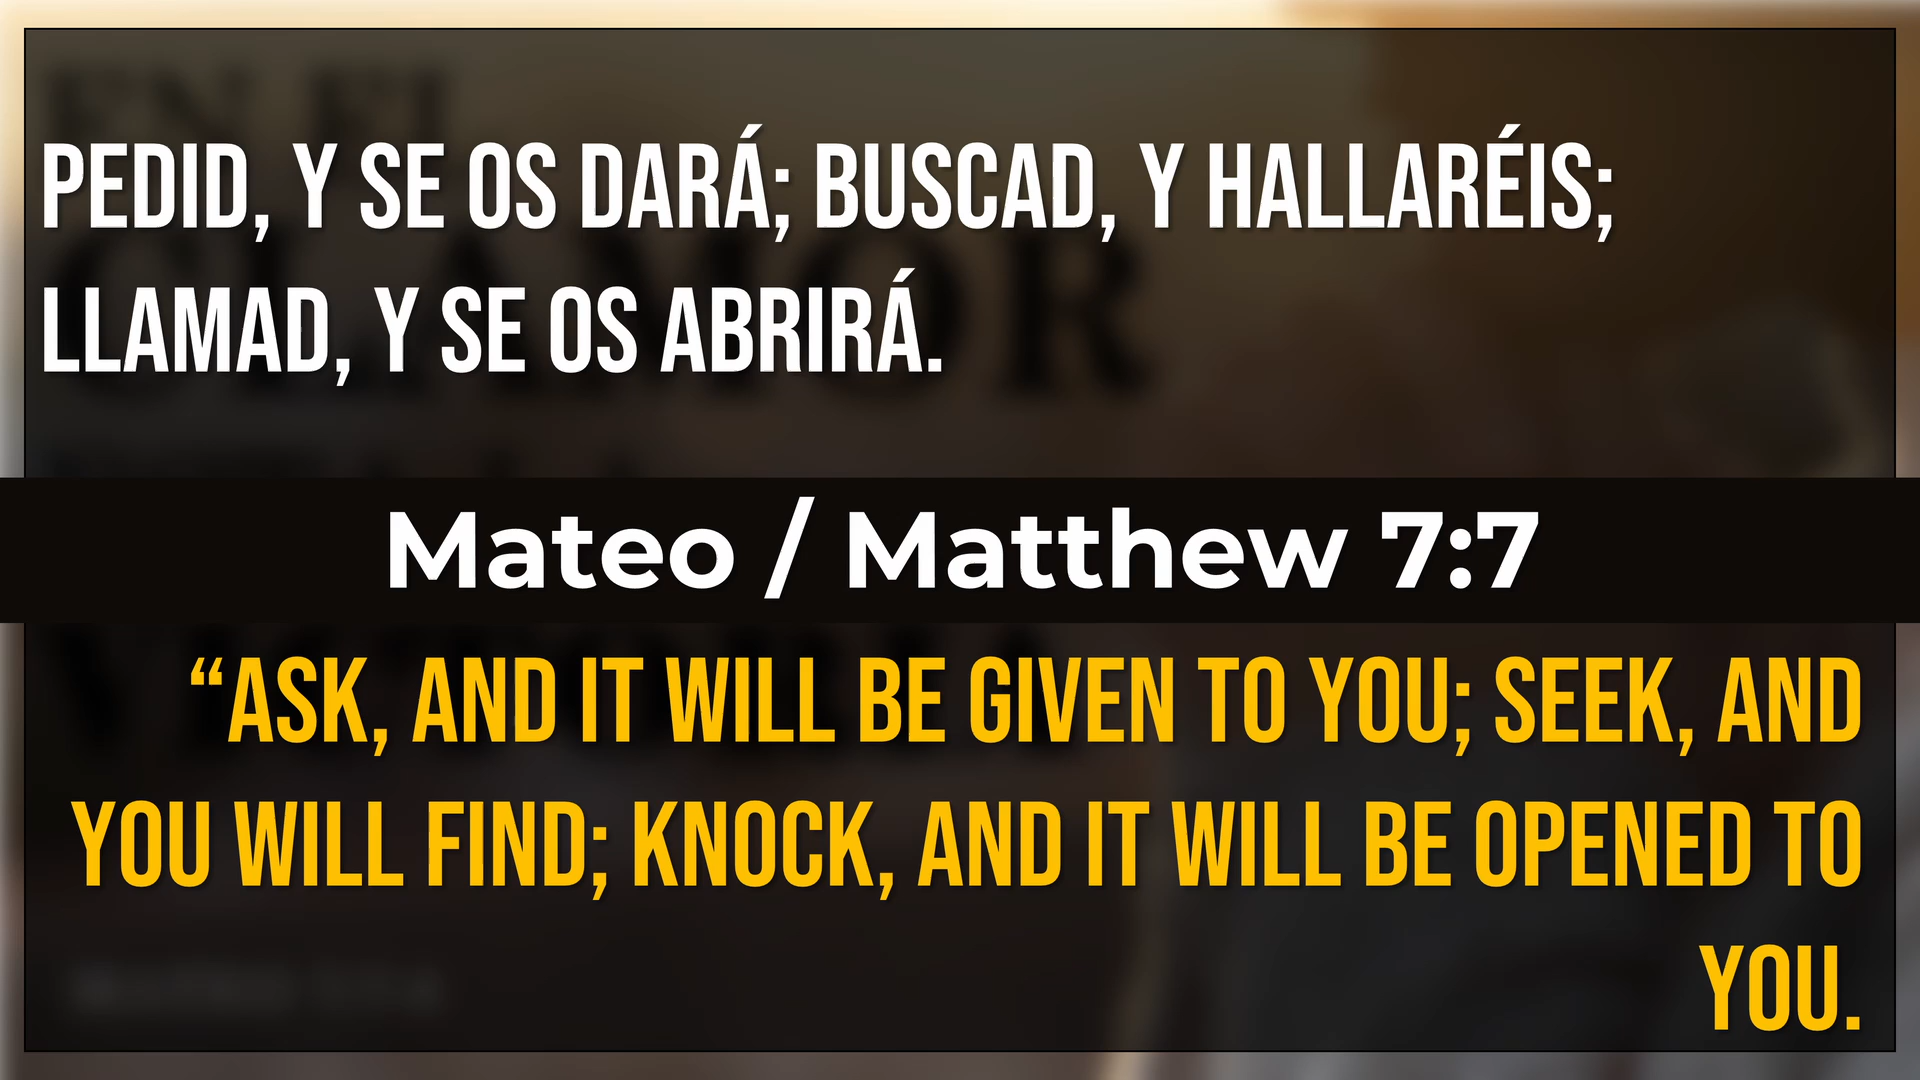 PEDID, Y SE OS DARÁ; BUSCAD, Y HALLARÉIS;
LLAMAD, Y SE OS ABRIRÁ.
Mateo / Matthew 7:7
“ASK, AND IT WILL BE GIVEN TO YOU; SEEK, AND
YOU WILL FIND; KNOCK, AND IT WILL BE OPENED TO
YOU.